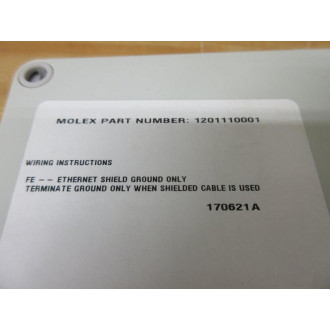 MOLEX PART NUMBER: 1201110001
WIRING INSTRUCTIONS
FE -- ETHERNET SHIELD GROUND ONLY
TERMINATE GROUND ONLY WHEN SHIELDED CABLE IS USED
170621A